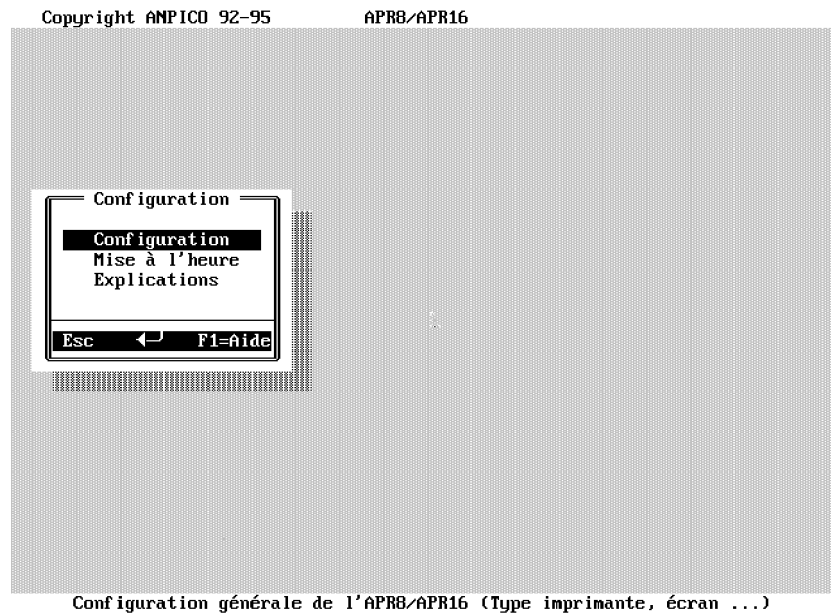 Copyright ANPICO 92-95 APR8/APR16
Configuration
Configuration
Mise à l'heure
Explications
Esc ◄┘ F1=Aide
Configuration générale de l'APR8/APR16 (Type imprimante, écran ...)